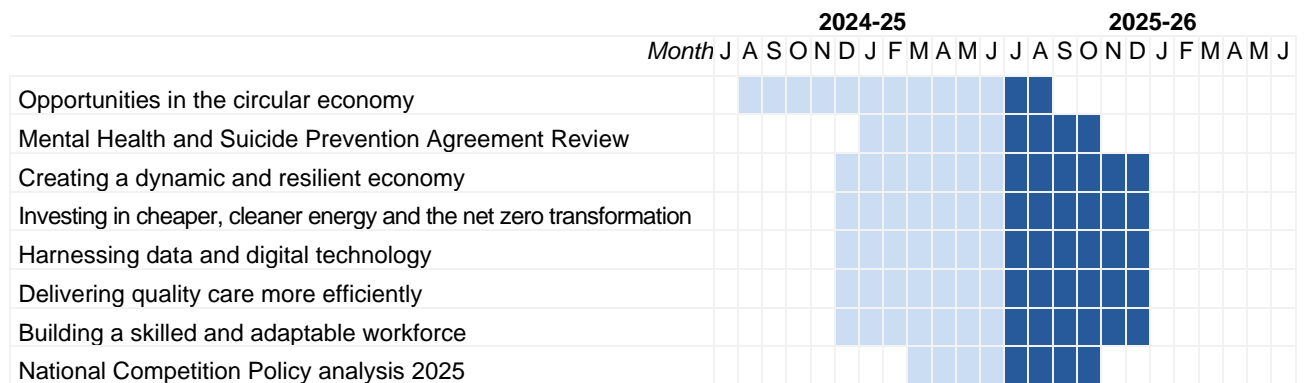 2024-25 2025-26
Month J A S O N D J F M A M J J A S O N D J F M A M J
Opportunities in the circular economy
Mental Health and Suicide Prevention Agreement Review
Creating a dynamic and resilient economy
Investing in cheaper, cleaner energy and the net zero transformation
Harnessing data and digital technology
Delivering quality care more efficiently
Building a skilled and adaptable workforce
National Competition Policy analysis 2025